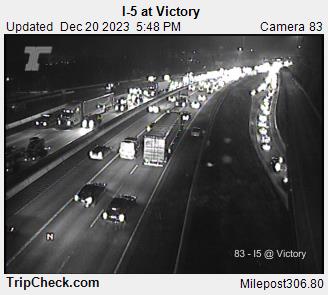 I-5 at Victory
Updated  Dec 20 2023  5:48 PM    Camera 83
T
N
83 - I5 @ Victory
TripCheck.com    Milepost306.80